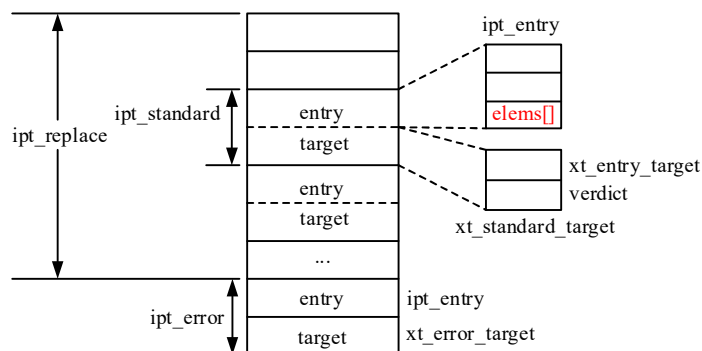 ipt_entry
ipt_standard
entry
elems[]
ipt_replace
target
xt_entry_target
entry
verdict
target
xt_standard_target
...
ipt_error
entry
ipt_entry
target
xt_error_target